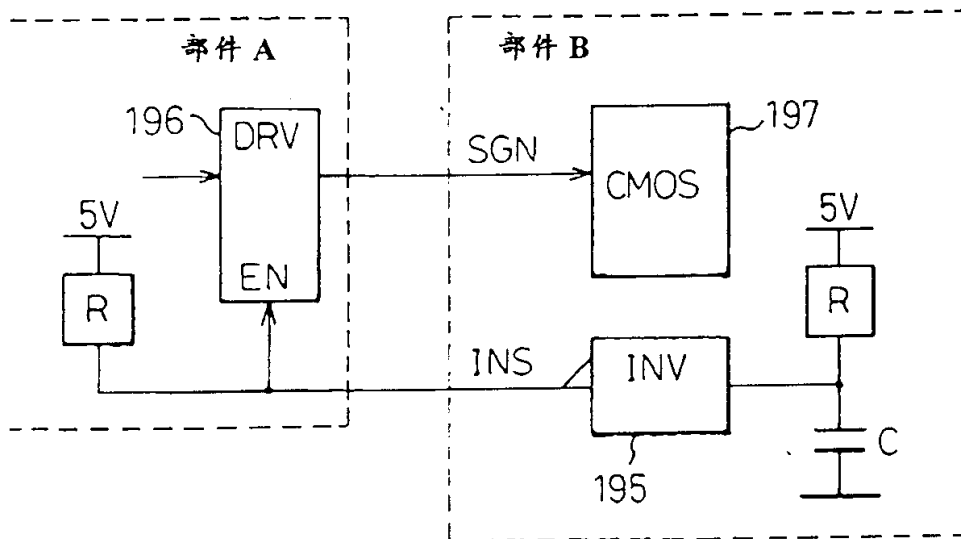 部件 A
部件 B
196
DRV
EN
5V
R
SGN
197
CMOS
5V
R
INS
INV
195
C